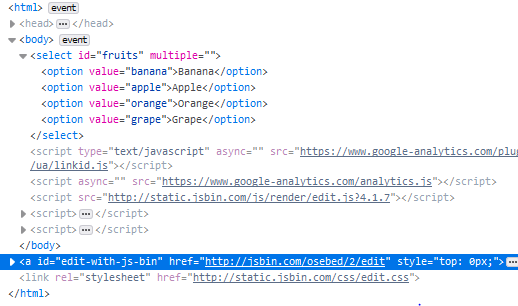 <html> event
<head> ... </head>
<body> event
<select id="fruits" multiple="">
<option value="banana">Banana</option>
<option value="apple">Apple</option>
<option value="orange">Orange</option>
<option value="grape">Grape</option>
</select>
<script type="text/javascript" async="" src="https://www.google-analytics.com/plug
/ua/linkid.js"></script>
<script async="" src="https://www.google-analytics.com/analytics.js"></script>
<script src="http://static.jsbin.com/js/render/edit.js?4.1.7"></script>
<script> ... </script>
<script> ... </script>
</body>
<a id="edit-with-js-bin" href="http://jsbin.com/osebed/2/edit" style="top: 0px;"> ... </a>
<link rel="stylesheet" href="http://static.jsbin.com/css/edit.css">
</html>